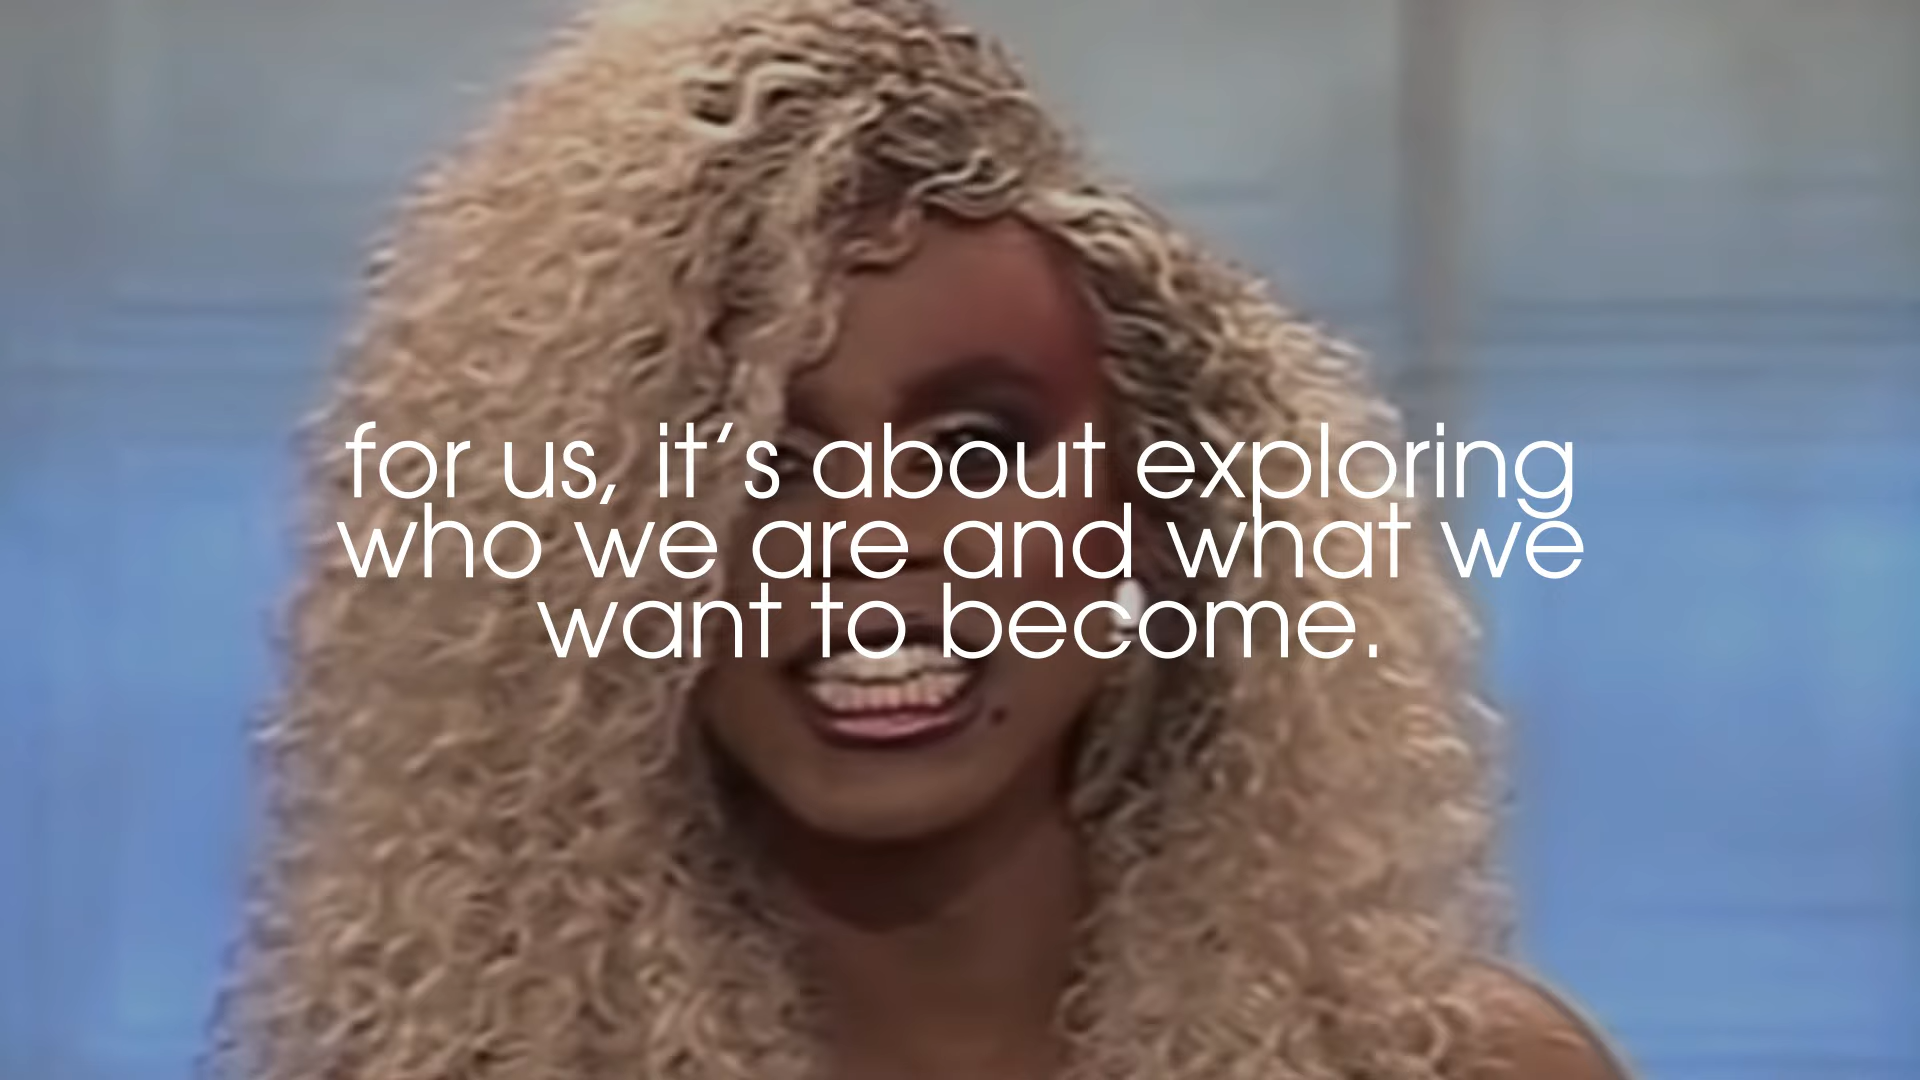 for us, it's about exploring
who we are and what we
want to become.